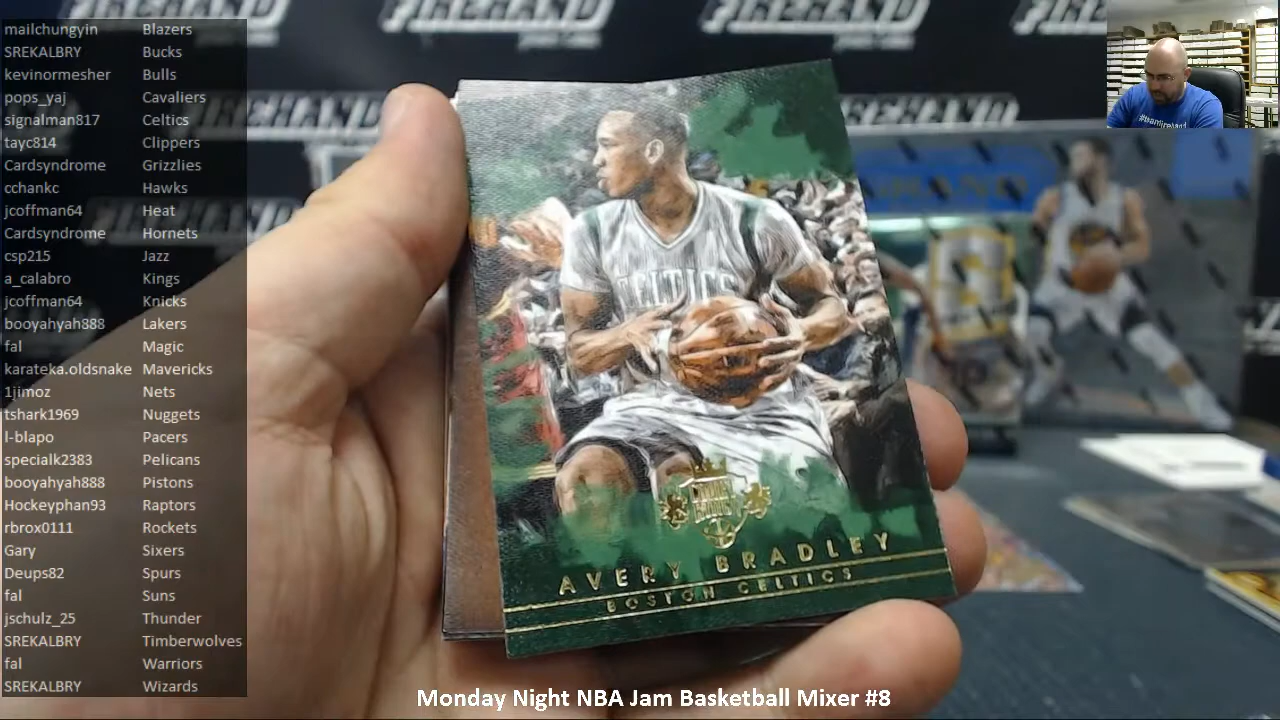 mailchungyin Blazers
SREKALBRY Bucks
kevinormesher Bulls
pops_yaj Cavaliers
signalman817 Celtics
tayc814 Clippers
Cardsyndrome Grizzlies
cchankc Hawks
jcoffman64 Heat
Cardsyndrome Hornets
csp215 Jazz
a_calabro Kings
jcoffman64 Knicks
booyahyah888 Lakers
fal Magic
karateka.oldsnake Mavericks
1jimoz Nets
tshark1969 Nuggets
l-blapo Pacers
specialk2383 Pelicans
booyahyah888 Pistons
Hockeyphan93 Raptors
rbrox0111 Rockets
Gary Sixers
Deups82 Spurs
fal Suns
jschulz_25 Thunder
SREKALBRY Timberwolves
fal Warriors
SREKALBRY Wizards
CELTICS
AVERY BRADLEY
BOSTON CELTICS
Monday Night NBA Jam Basketball Mixer #8